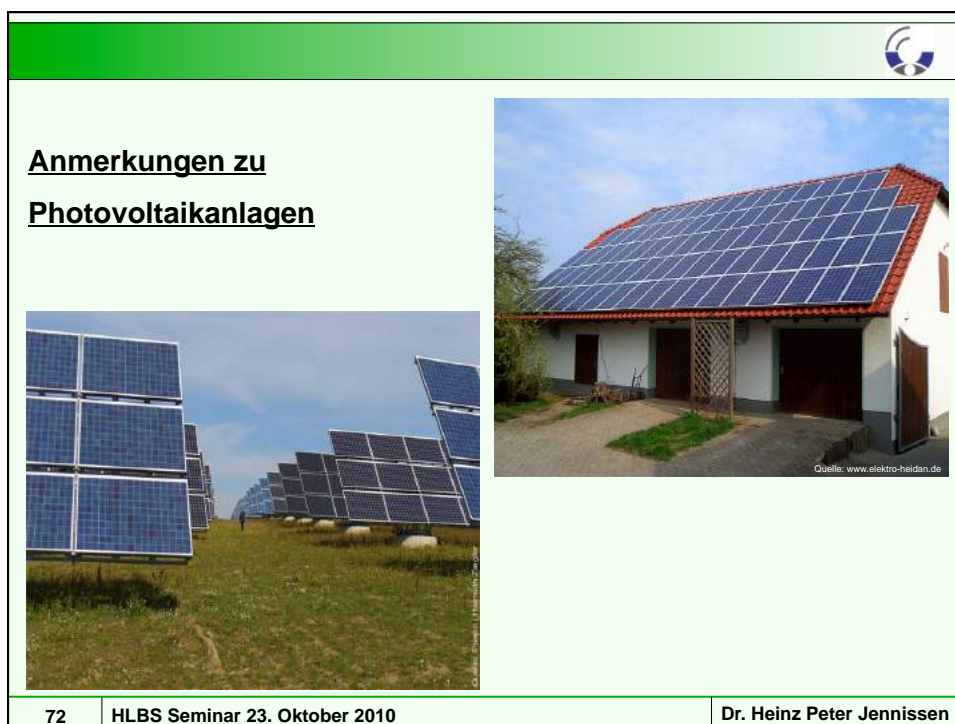 Anmerkungen zu
Photovoltaikanlagen
Quelle: www.elektro-heidan.de
72 HLBS Seminar 23. Oktober 2010 Dr. Heinz Peter Jennissen